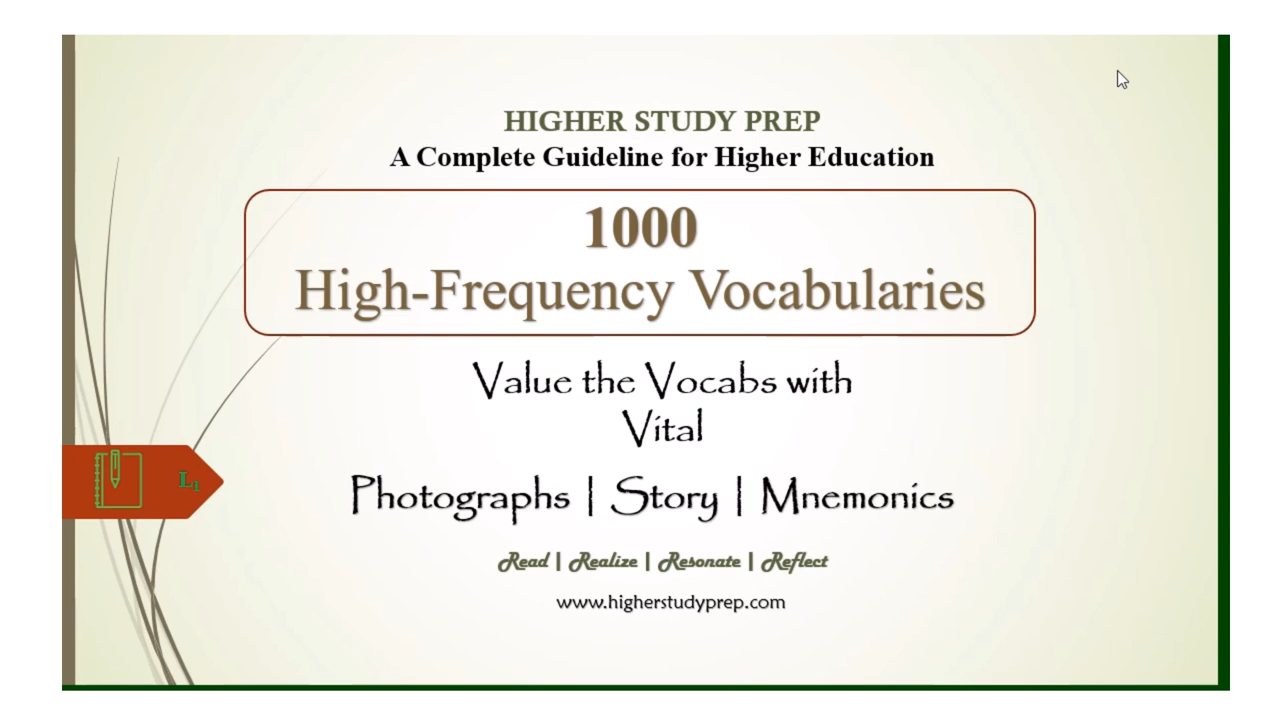 HIGHER STUDY PREP
A Complete Guideline for Higher Education
1000
High-Frequency Vocabularies
Value the Vocabs with
Vital
Photographs | Story | Mnemonics
L1
Read | Realize | Resonate | Reflect
www.higherstudyprep.com